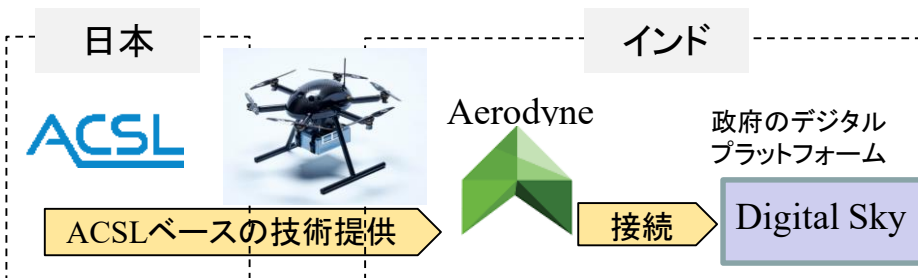 日本
インド
ACSL
Aerodyne
政府のデジタル
プラットフォーム
ACSLベースの技術提供
接続
Digital Sky